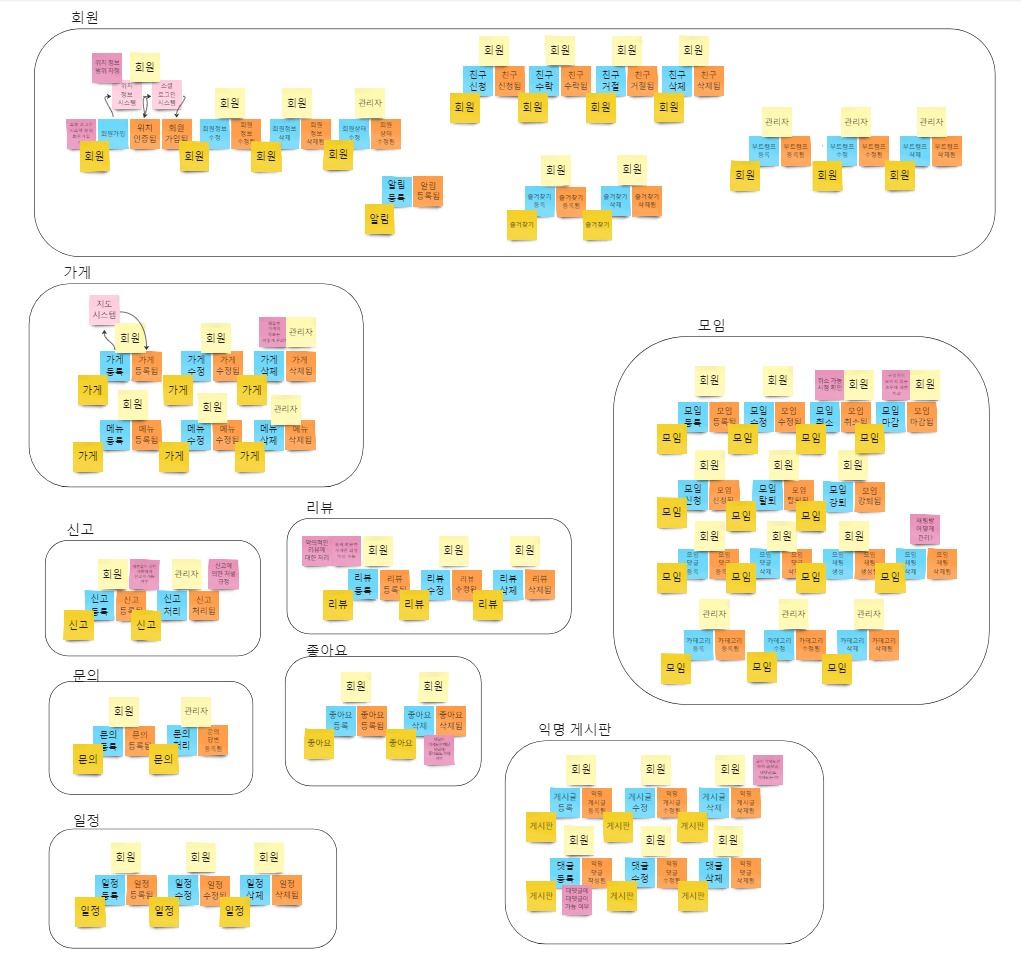 회원
위치 정보
범위 지정
회원
위치
정보
시스템
소셜
로그인
시스템
회원가입
위치
인증됨
회원
가입됨
회원
회원
회원
회원정보
수정
회원
정보
수정됨
회원
회원
회원정보
삭제
회원
정보
삭제됨
회원
관리자
회원상태
수정
회원
상태
수정됨
알림
등록
알림
등록됨
알림
회원
친구
신청
친구
신청됨
회원
회원
친구
수락
친구
수락됨
회원
회원
친구
거절
친구
거절됨
회원
회원
친구
삭제
친구
삭제됨
회원
회원
즐겨찾기
등록
즐겨찾기
등록됨
즐겨찾기
회원
즐겨찾기
삭제
즐겨찾기
삭제됨
즐겨찾기
관리자
부트캠프
등록
부트캠프
등록됨
회원
관리자
부트캠프
수정
부트캠프
수정됨
회원
관리자
부트캠프
삭제
부트캠프
삭제됨
회원
가게
지도
시스템
회원
가게
등록
가게
등록됨
가게
회원
가게
수정
가게
수정됨
가게
관리자
가게
삭제
가게
삭제됨
가게
회원
메뉴
등록
메뉴
등록됨
가게
회원
메뉴
수정
메뉴
수정됨
가게
관리자
메뉴
삭제
메뉴
삭제됨
가게
모임
회원
모임
등록
모임
등록됨
모임
회원
모임
수정
모임
수정됨
모임
취소 가능
시점 확인
회원
모임
취소
모임
취소됨
모임
회원
모임
마감
모임
마감됨
모임
회원
모임
신청
모임
신청됨
모임
회원
모임
탈퇴
모임
탈퇴됨
모임
회원
모임
강퇴
모임
강퇴됨
회원
모임
댓글
등록
모임
댓글
등록됨
모임
회원
모임
댓글
삭제
모임
댓글
삭제됨
모임
회원
모임
채팅
생성
모임
채팅
생성됨
모임
채팅방
어떻게
관리?
모임
채팅
삭제
모임
채팅
삭제됨
모임
관리자
카테고리
등록
카테고리
등록됨
모임
관리자
카테고리
수정
카테고리
수정됨
모임
관리자
카테고리
삭제
카테고리
삭제됨
모임
신고
회원
신고
등록
신고
등록됨
신고
관리자
신고에
의한 처벌
규정
신고
처리
신고
처리됨
신고
리뷰
악의적인
리뷰에
대한 처리
회원
리뷰
등록
리뷰
등록됨
리뷰
회원
리뷰
수정
리뷰
수정됨
리뷰
회원
리뷰
삭제
리뷰
삭제됨
리뷰
문의
회원
문의
등록
문의
등록됨
문의
관리자
문의
처리
문의
답변
등록됨
문의
좋아요
회원
좋아요
등록
좋아요
등록됨
좋아요
회원
좋아요
삭제
좋아요
삭제됨
좋아요
일정
회원
일정
등록
일정
등록됨
일정
회원
일정
수정
일정
수정됨
일정
회원
일정
삭제
일정
삭제됨
일정
익명 게시판
회원
게시글
등록
익명
게시글
등록됨
게시판
회원
게시글
수정
익명
게시글
수정됨
게시판
회원
게시글
삭제
익명
게시글
삭제됨
게시판
회원
댓글
등록
익명
댓글
작성됨
게시판
대댓글에
대댓글이
가능 여부
회원
댓글
수정
익명
댓글
수정됨
게시판
회원
댓글
삭제
익명
댓글
삭제됨
게시판